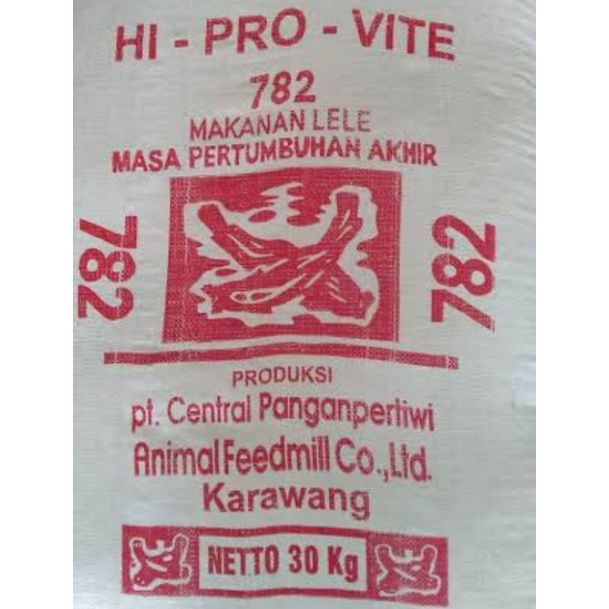 HI - PRO - VITE
782
MAKANAN LELE
MASA PERTUMBUHAN AKHIR
782
782
PRODUKSI
pt. Central Panganpertiwi
Animal Feedmill Co.,Ltd.
Karawang
NETTO 30 Kg